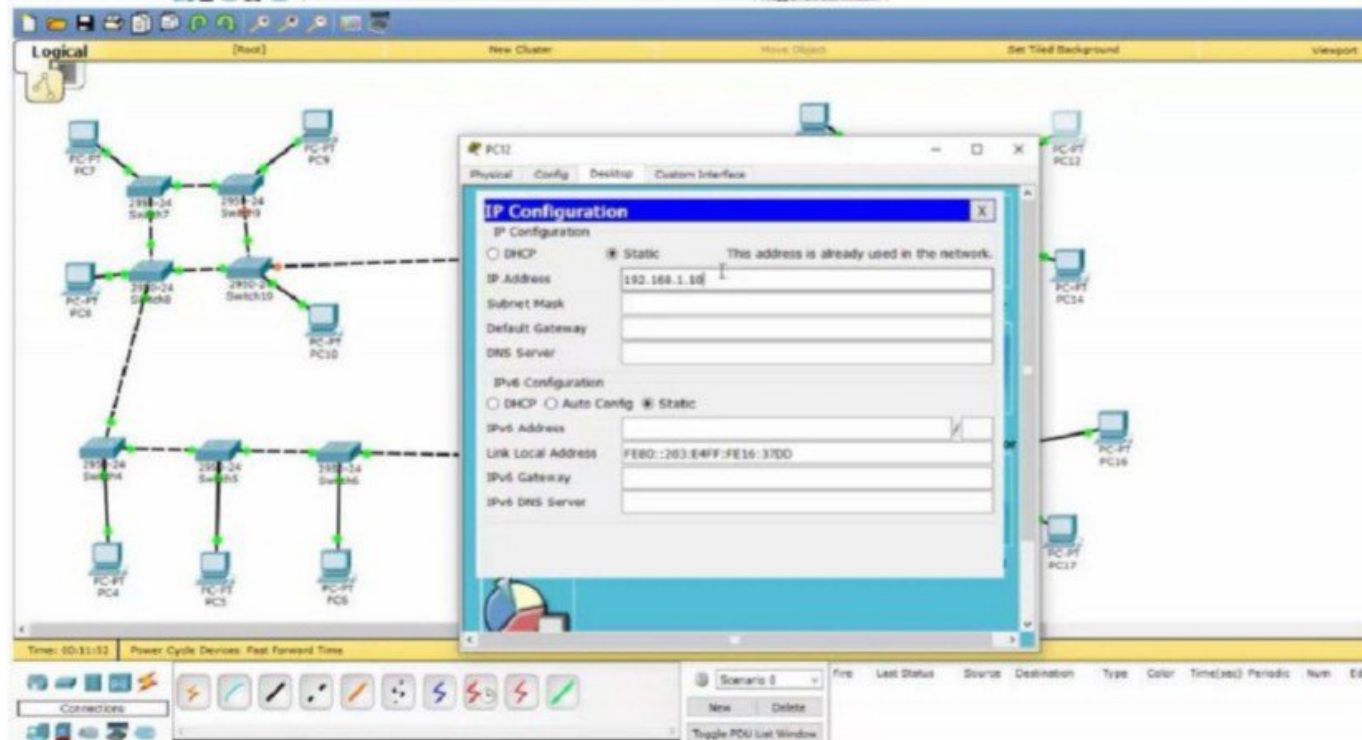 Logical [Root] New Cluster Move Object Set Tiled Background Viewport
PC-PT
PC7
PC-PT
PC9
2950-24
Switch7
2950-24
Switch9
PC-PT
PC8
2950-24
Switch8
2950-24
Switch10
PC-PT
PC10
2950-24
Switch4
2950-24
Switch5
2950-24
Switch6
PC-PT
PC4
PC-PT
PC5
PC-PT
PC6
PC12
Physical Config Desktop Custom Interface
IP Configuration X
IP Configuration
DHCP Static This address is already used in the network.
IP Address 192.168.1.10
Subnet Mask
Default Gateway
DNS Server
IPv6 Configuration
DHCP Auto Config Static
IPv6 Address /
Link Local Address FE80::203:E4FF:FE16:37DD
IPv6 Gateway
IPv6 DNS Server
or
PC-PT
PC12
PC-PT
PC14
PC-PT
PC16
PC-PT
PC17
Time: 00:11:52 Power Cycle Devices Fast Forward Time
Connections
Scenario 0
New Delete
Toggle PDU List Window
Fire Last Status Source Destination Type Color Time(sec) Periodic Num Ed